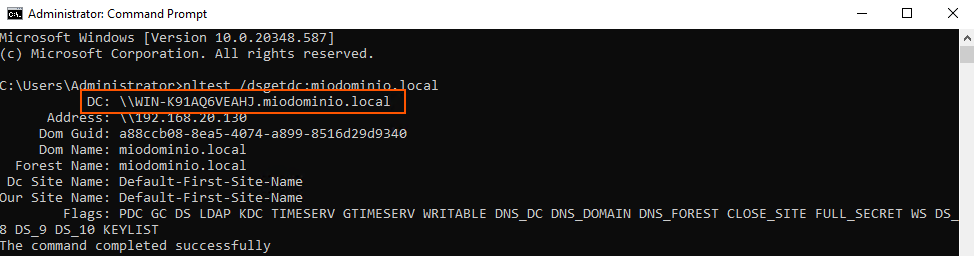 Administrator: Command Prompt
Microsoft Windows [Version 10.0.20348.587]
(c) Microsoft Corporation. All rights reserved.
C:\Users\Administrator>nltest /dsgetdc:miodominio.local
DC: \\WIN-K91AQ6VEAHJ.miodominio.local
Address: \\192.168.20.130
Dom Guid: a88ccb08-8ea5-4074-a899-8516d29d9340
Dom Name: miodominio.local
Forest Name: miodominio.local
Dc Site Name: Default-First-Site-Name
Our Site Name: Default-First-Site-Name
Flags: PDC GC DS LDAP KDC TIMESERV GTIMESERV WRITABLE DNS_DC DNS_DOMAIN DNS_FOREST CLOSE_SITE FULL_SECRET WS DS_
8 DS_9 DS_10 KEYLIST
The command completed successfully